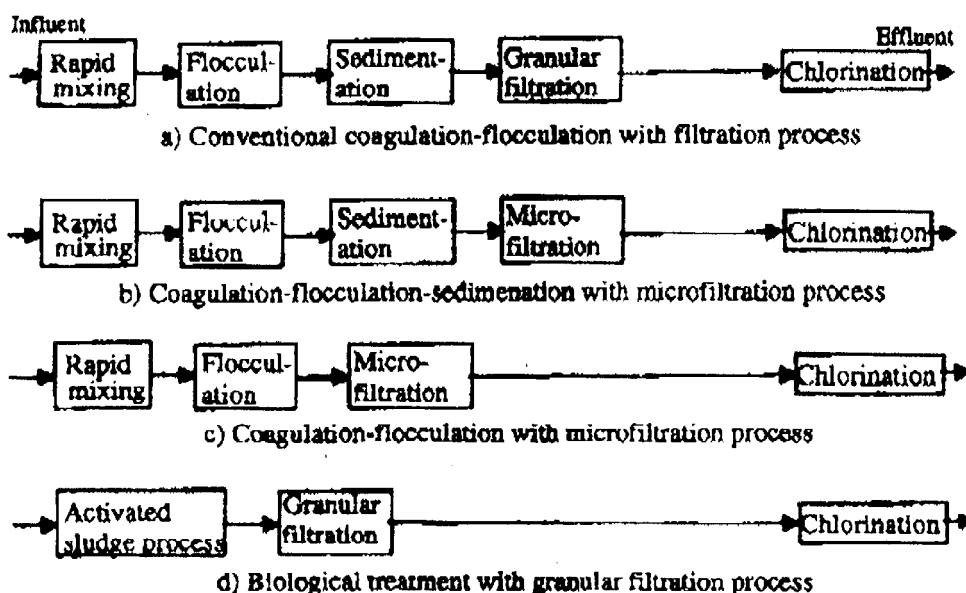 Influent
Effluent
Rapid
mixing
Floccul-
ation
Sediment-
ation
Granular
filtration
Chlorination
a) Conventional coagulation-flocculation with filtration process
Rapid
mixing
Floccul-
ation
Sediment-
ation
Micro-
filtration
Chlorination
b) Coagulation-flocculation-sedimenation with microfiltration process
Rapid
mixing
Floccul-
ation
Micro-
filtration
Chlorination
c) Coagulation-flocculation with microfiltration process
Activated
sludge process
Granular
filtration
Chlorination
d) Biological treatment with granular filtration process